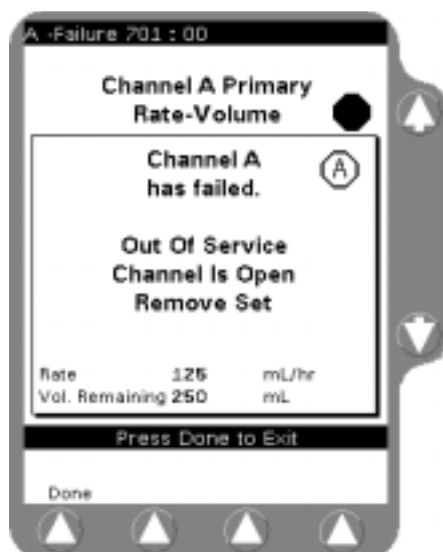 A -Failure 701 : 00
Channel A Primary
Rate-Volume
Channel A
has failed.
A
Out Of Service
Channel Is Open
Remove Set
Rate 125 mL/hr
Vol. Remaining 250 mL
Press Done to Exit
Done